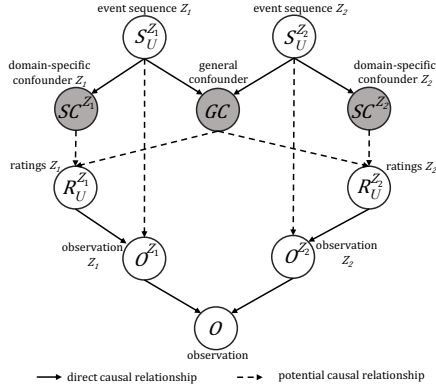 event sequence Z₁
event sequence Z₂
S_U^{Z₁}
S_U^{Z₂}
domain-specific
confounder Z₁
general
confounder
domain-specific
confounder Z₂
SC^{Z₁}
GC
SC^{Z₂}
ratings Z₁
ratings Z₂
R_U^{Z₁}
R_U^{Z₂}
observation
Z₁
O^{Z₁}
O^{Z₂}
observation
Z₂
O
observation
direct causal relationship
potential causal relationship